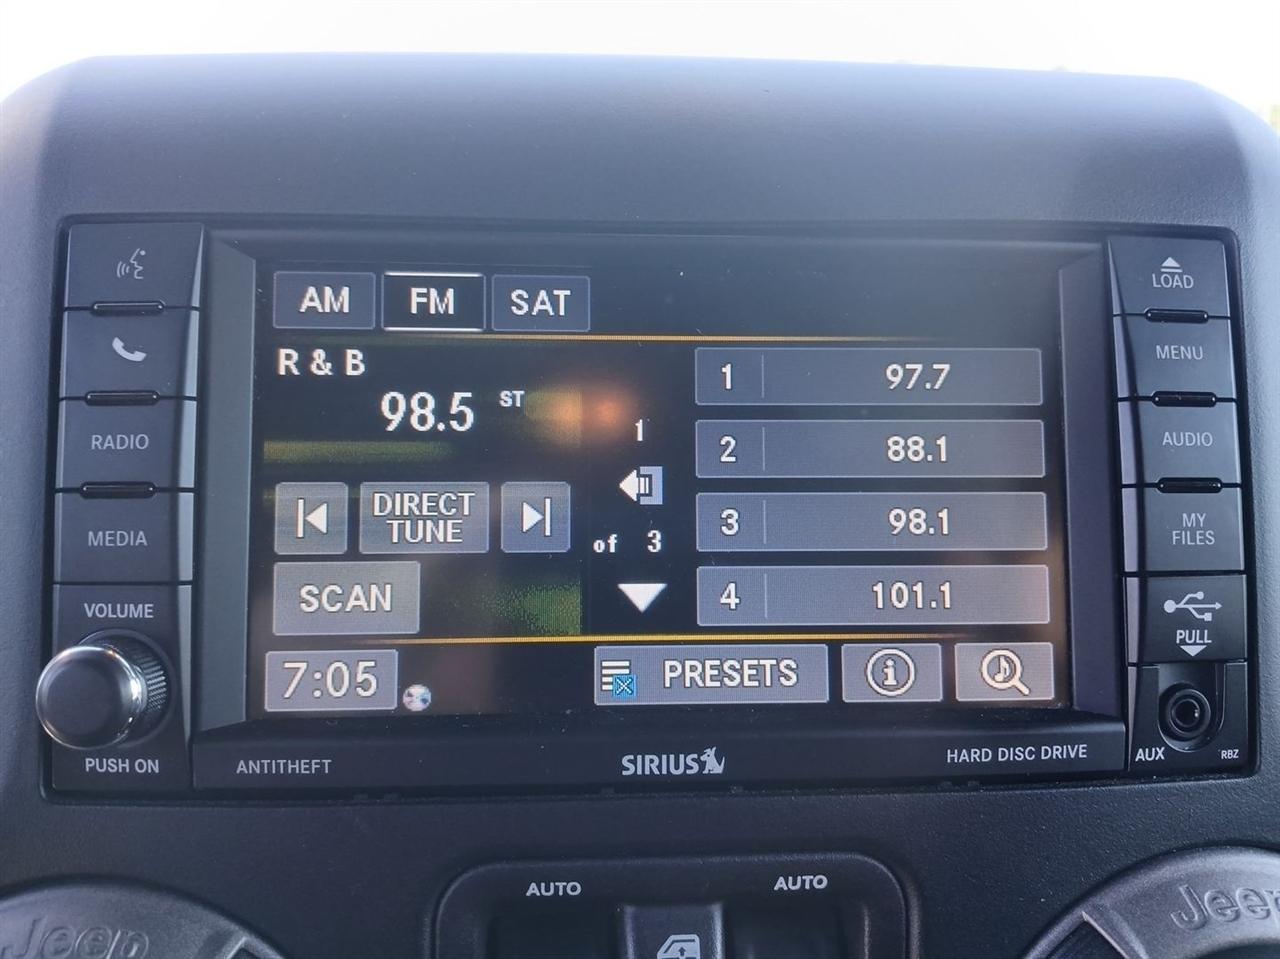 AM FM SAT
R & B
98.5 ST
DIRECT
TUNE
SCAN
7:05
1
of 3
1 97.7
2 88.1
3 98.1
4 101.1
PRESETS
i
RADIO
MEDIA
VOLUME
PUSH ON
LOAD
MENU
AUDIO
MY
FILES
PULL
AUX
RBZ
ANTITHEFT
SIRIUS
HARD DISC DRIVE
AUTO
AUTO
Jeep
Jeep